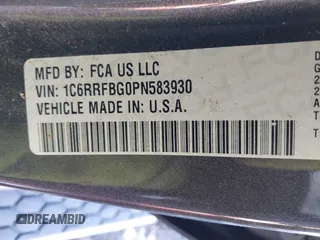 MFD BY: FCA US LLC
VIN: 1C6RRFBG0PN583930
VEHICLE MADE IN: U.S.A.
DREAMBID